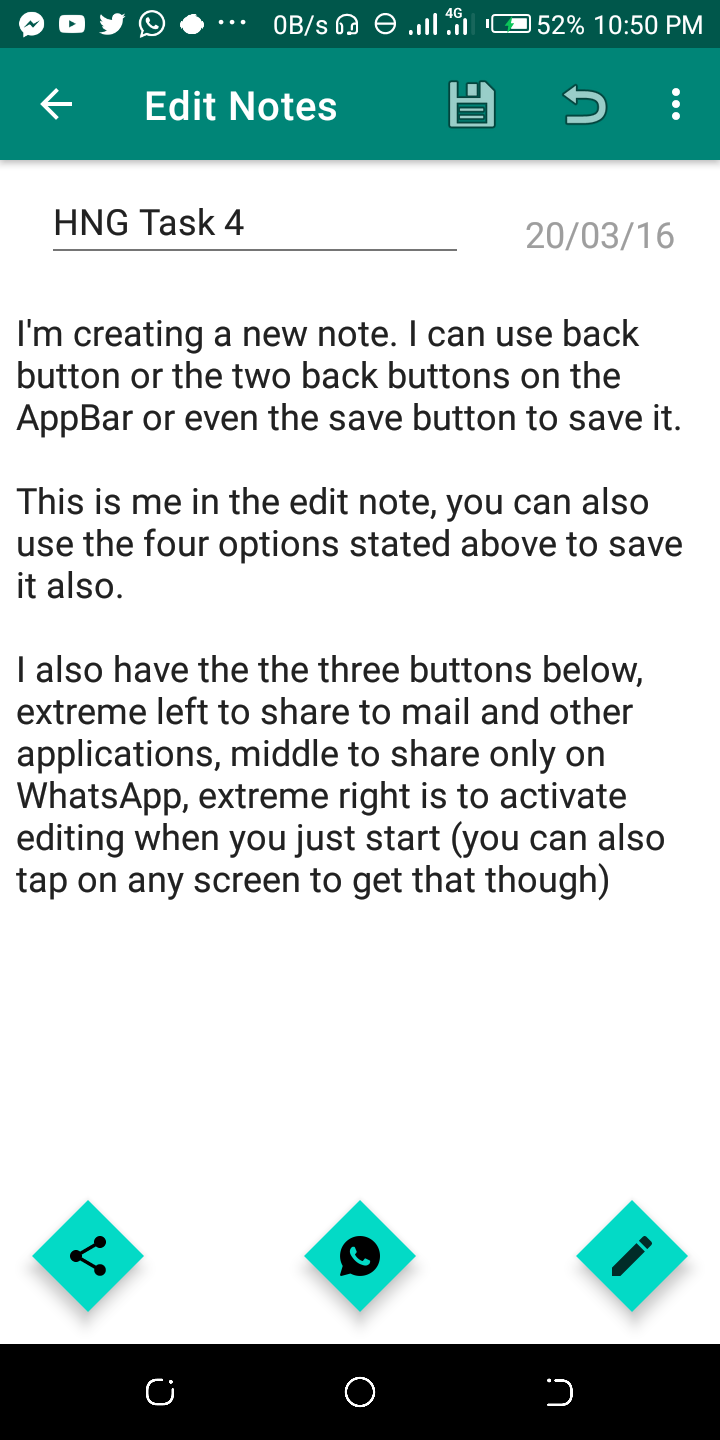 0B/s 4G 52% 10:50 PM
Edit Notes
HNG Task 4
20/03/16
I'm creating a new note. I can use back
button or the two back buttons on the
AppBar or even the save button to save it.
This is me in the edit note, you can also
use the four options stated above to save
it also.
I also have the the three buttons below,
extreme left to share to mail and other
applications, middle to share only on
WhatsApp, extreme right is to activate
editing when you just start (you can also
tap on any screen to get that though)